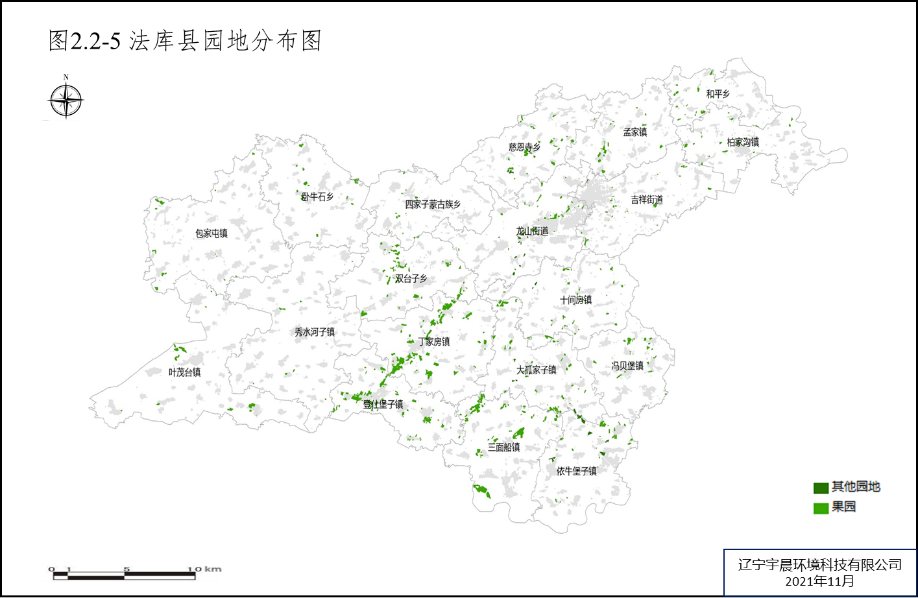 图2.2-5 法库县园地分布图
N
和平乡
孟家镇
柏家沟镇
慈恩寺乡
卧牛石乡
四家子蒙古族乡
吉祥街道
包家屯镇
龙山街道
双台子乡
十间房镇
秀水河子镇
丁家房镇
叶茂台镇
大孤家子镇
冯贝堡镇
登仕堡子镇
三面船镇
依牛堡子镇
其他园地
果园
0 1 5 10 km
辽宁宇晨环境科技有限公司
2021年11月